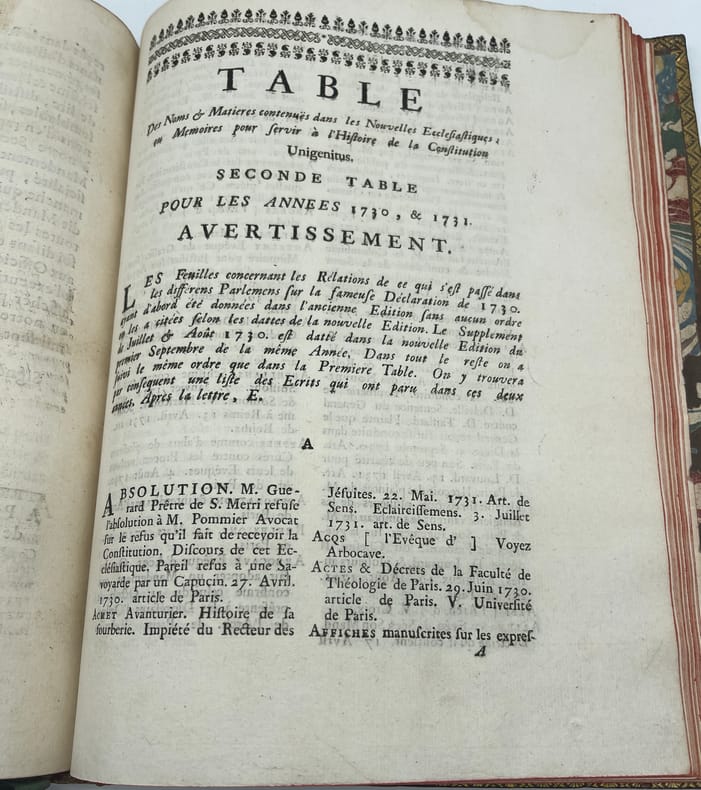 TABLE
Des Noms & Matieres contenuës dans les Nouvelles Ecclesiastiques ;
ou Memoires pour servir à l'Histoire de la Constitution
Unigenitus.
SECONDE TABLE
POUR LES ANNEES 1730, & 1731.
AVERTISSEMENT.
LES Feuilles concernant les Rélations de ce qui s'est passé dans
les différens Parlemens sur la fameuse Déclaration de 1730.
ayant d'abord été données dans l'ancienne Edition sans aucun ordre
on les a citées selon les dattes de la nouvelle Edition. Le Supplement
de Juillet & Août 1730. est datté dans la nouvelle Edition du
premier Septembre de la même Année. Dans tout le reste on a
suivi le même ordre que dans la Premiere Table. On y trouvera
par consequent une liste des Ecrits qui ont paru dans ces deux
années. Après la lettre, E.
A
ABSOLUTION. M. Gue-
rard Prêtre de S. Merri refuse
l'absolution à M. Pommier Avocat
sur le refus qu'il fait de recevoir la
Constitution. Discours de cet Ec-
clésiastique. Pareil refus à une Sa-
voyarde par un Capucin. 27. Avril.
1730. article de Paris.
ACHET Avanturier. Histoire de sa
fourberie. Impiété du Recteur des
Jésuites. 22. Mai. 1731. Art. de
Sens. Eclaircissemens. 3. Juillet
1731. art. de Sens.
ACQS [ l'Evêque d' ] Voyez
Arbocave.
ACTES & Décrets de la Faculté de
Théologie de Paris. 29. Juin 1730.
article de Paris. V. Université
de Paris.
AFFICHES manuscrites sur les expres-
A